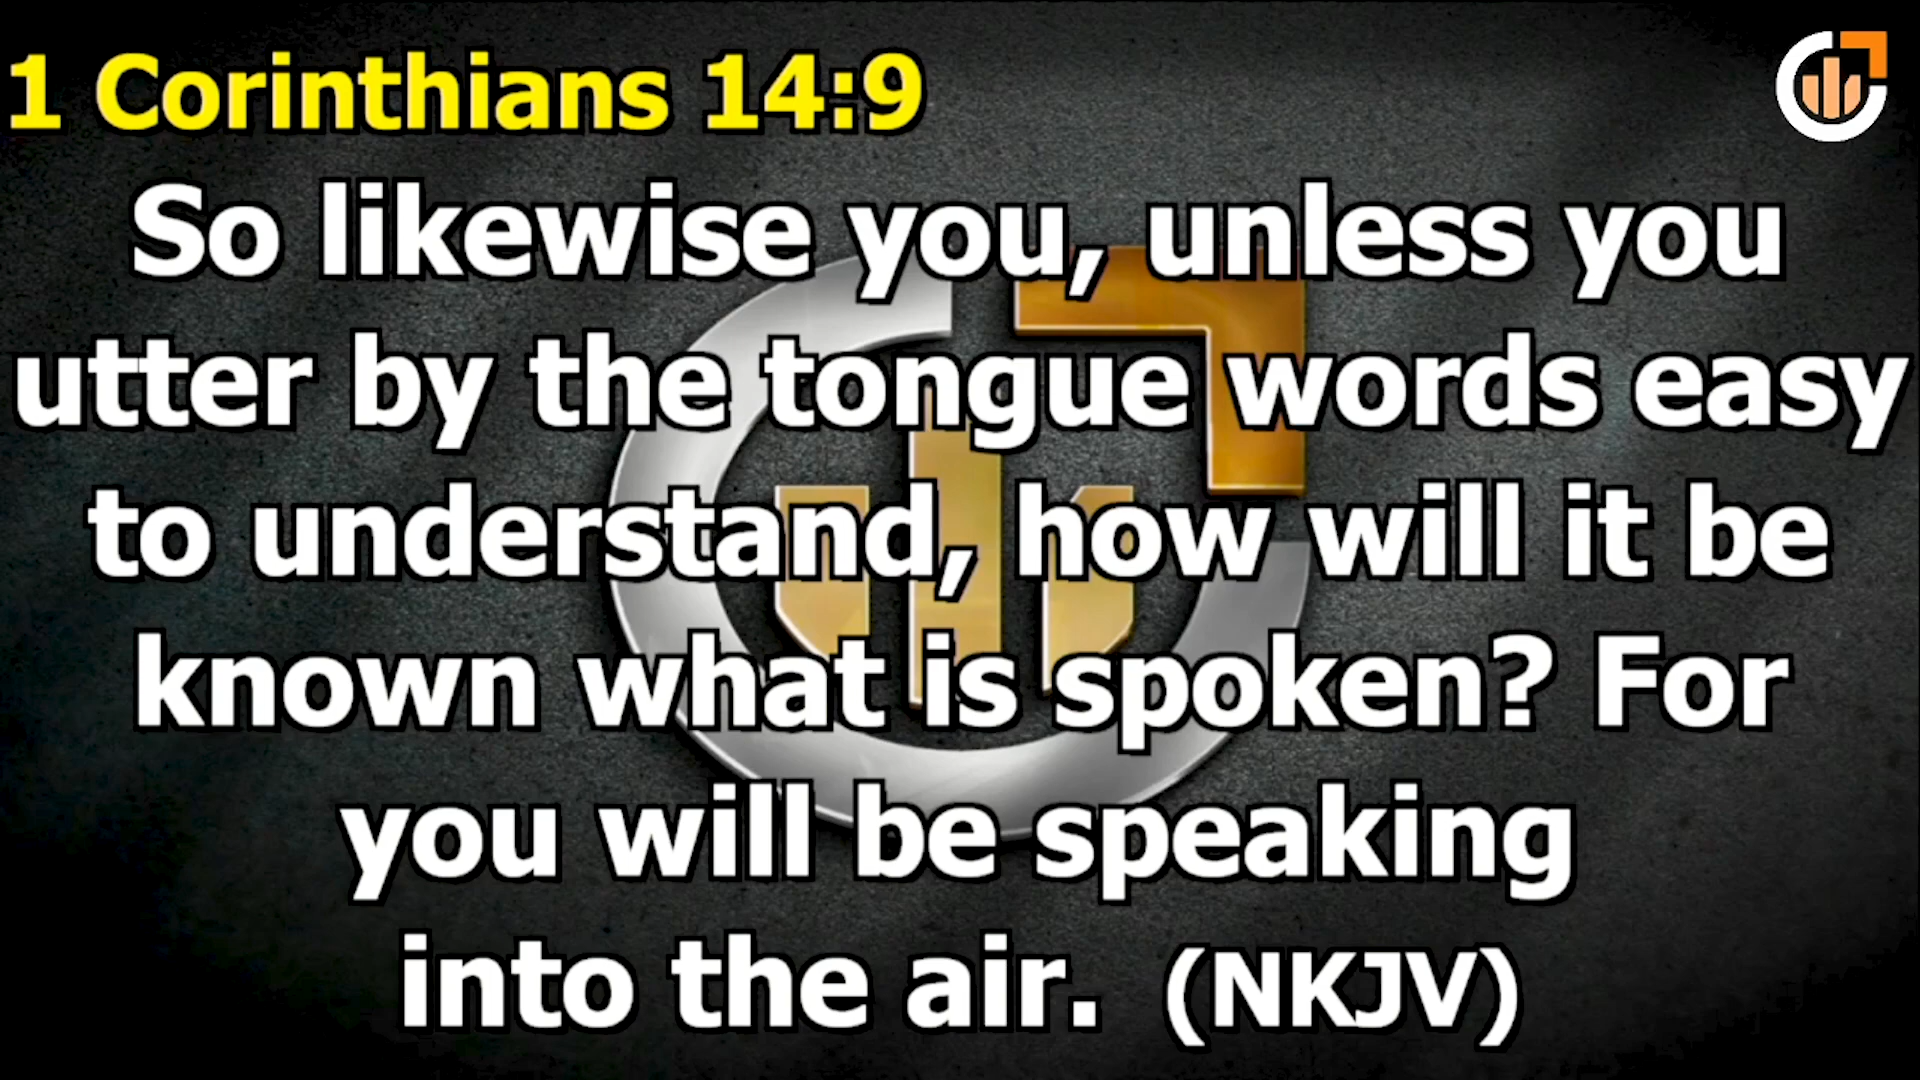 1 Corinthians 14:9
So likewise you, unless you
utter by the tongue words easy
to understand, how will it be
known what is spoken? For
you will be speaking
into the air. (NKJV)